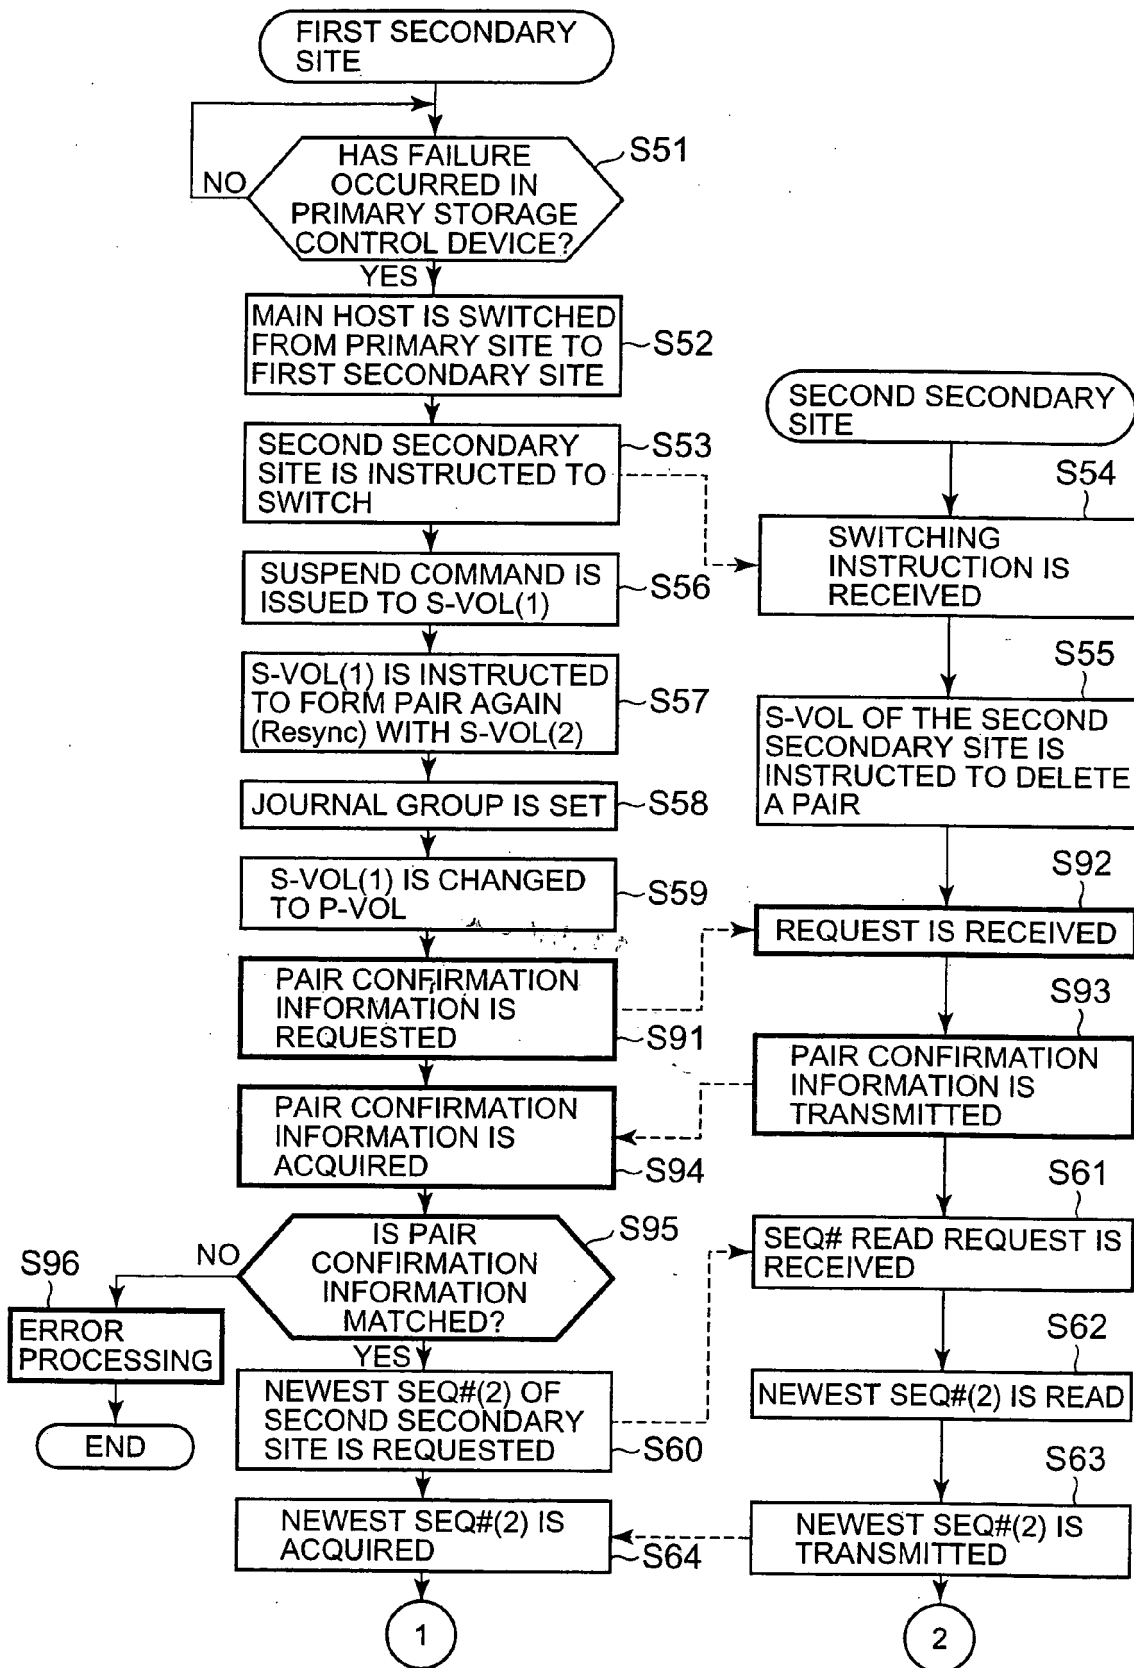 FIRST SECONDARY
SITE
HAS FAILURE
OCCURRED IN
PRIMARY STORAGE
CONTROL DEVICE?
S51
NO
YES
MAIN HOST IS SWITCHED
FROM PRIMARY SITE TO
FIRST SECONDARY SITE
S52
SECOND SECONDARY
SITE IS INSTRUCTED TO
SWITCH
S53
SUSPEND COMMAND IS
ISSUED TO S-VOL(1)
S56
S-VOL(1) IS INSTRUCTED
TO FORM PAIR AGAIN
(Resync) WITH S-VOL(2)
S57
JOURNAL GROUP IS SET
S58
S-VOL(1) IS CHANGED
TO P-VOL
S59
PAIR CONFIRMATION
INFORMATION IS
REQUESTED
S91
PAIR CONFIRMATION
INFORMATION IS
ACQUIRED
S94
IS PAIR
CONFIRMATION
INFORMATION
MATCHED?
S95
NO
S96
ERROR
PROCESSING
END
YES
NEWEST SEQ#(2) OF
SECOND SECONDARY
SITE IS REQUESTED
S60
NEWEST SEQ#(2) IS
ACQUIRED
S64
1
SECOND SECONDARY
SITE
S54
SWITCHING
INSTRUCTION IS
RECEIVED
S55
S-VOL OF THE SECOND
SECONDARY SITE IS
INSTRUCTED TO DELETE
A PAIR
S92
REQUEST IS RECEIVED
S93
PAIR CONFIRMATION
INFORMATION IS
TRANSMITTED
S61
SEQ# READ REQUEST IS
RECEIVED
S62
NEWEST SEQ#(2) IS READ
S63
NEWEST SEQ#(2) IS
TRANSMITTED
2